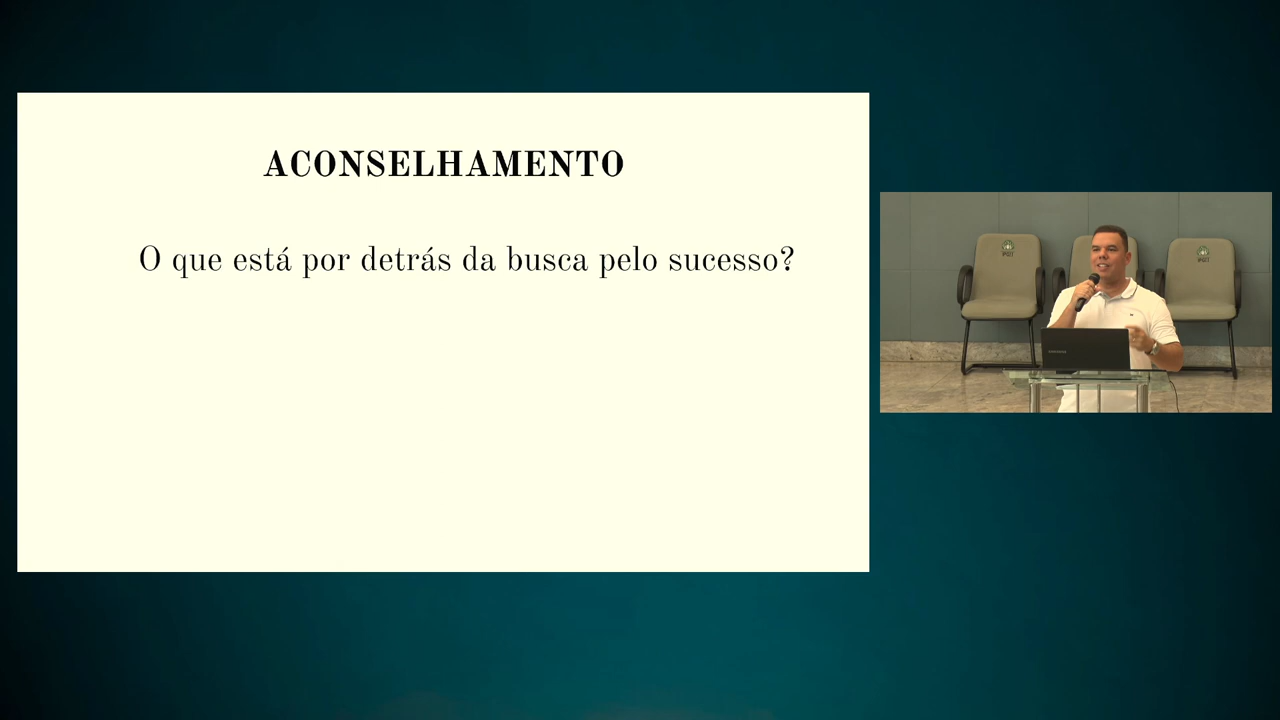 ACONSELHAMENTO
O que está por detrás da busca pelo sucesso?